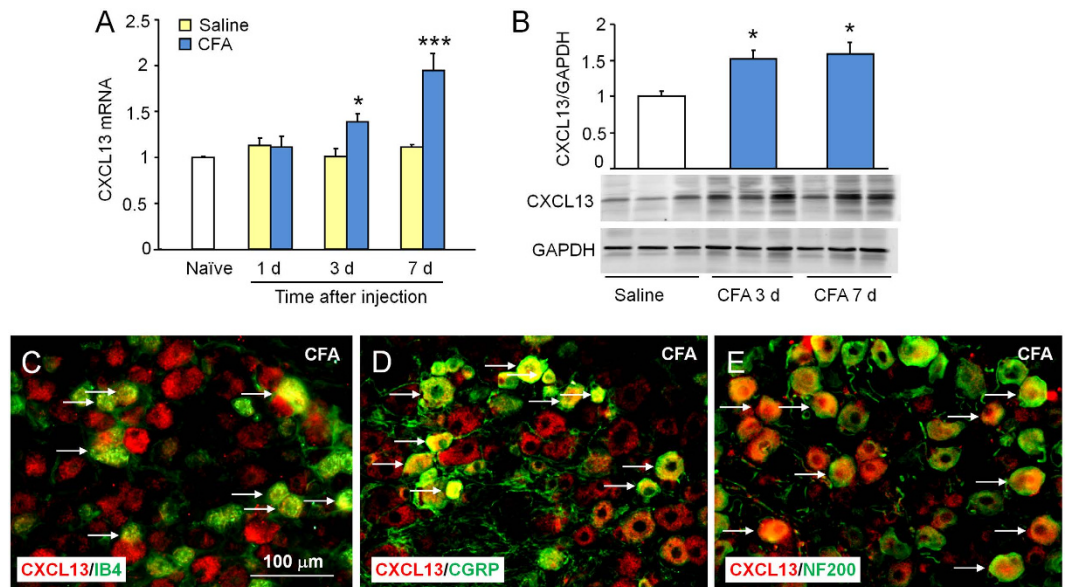 A
Saline
CFA
CXCL13 mRNA
2.5
2
1.5
1
0.5
0
*
***
Naïve
1 d
3 d
7 d
Time after injection
B
CXCL13/GAPDH
2
1.5
1
0.5
0
*
*
CXCL13
GAPDH
Saline
CFA 3 d
CFA 7 d
C
CFA
CXCL13/IB4
100 μm
D
CFA
CXCL13/CGRP
E
CFA
CXCL13/NF200